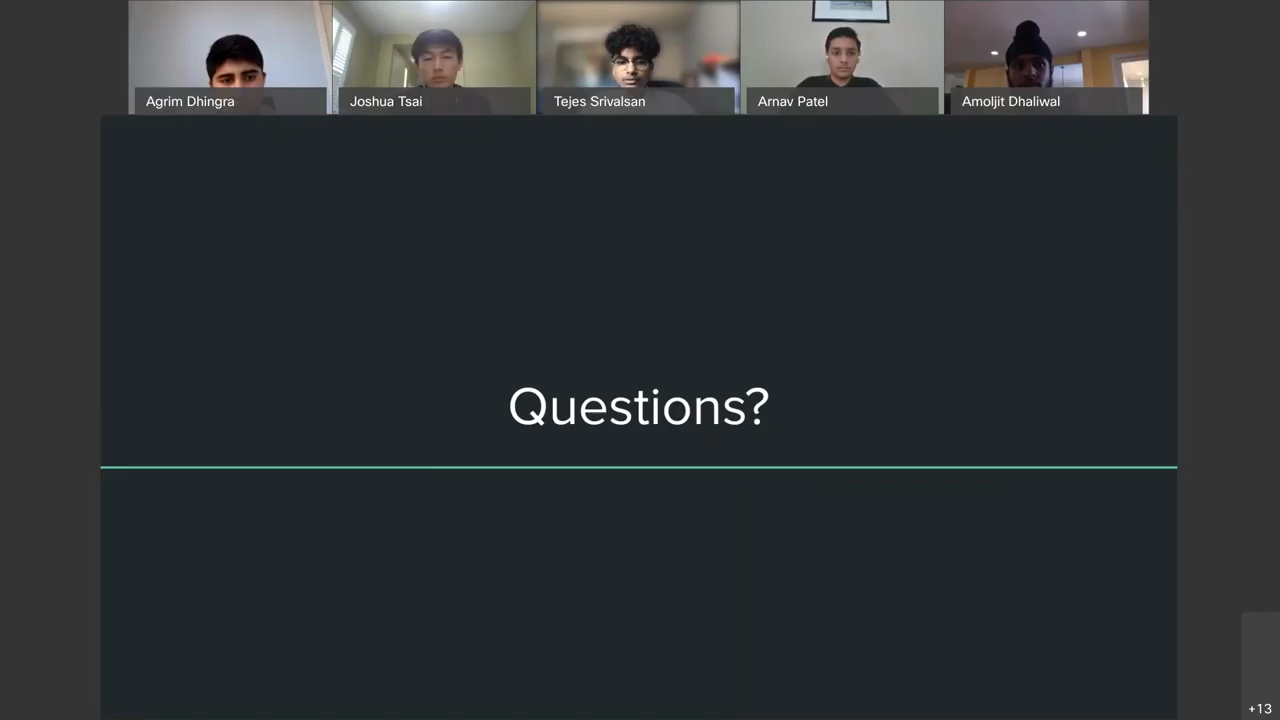 Agrim Dhingra
Joshua Tsai
Tejes Srivalsan
Arnav Patel
Amoljit Dhaliwal
Questions?
+13